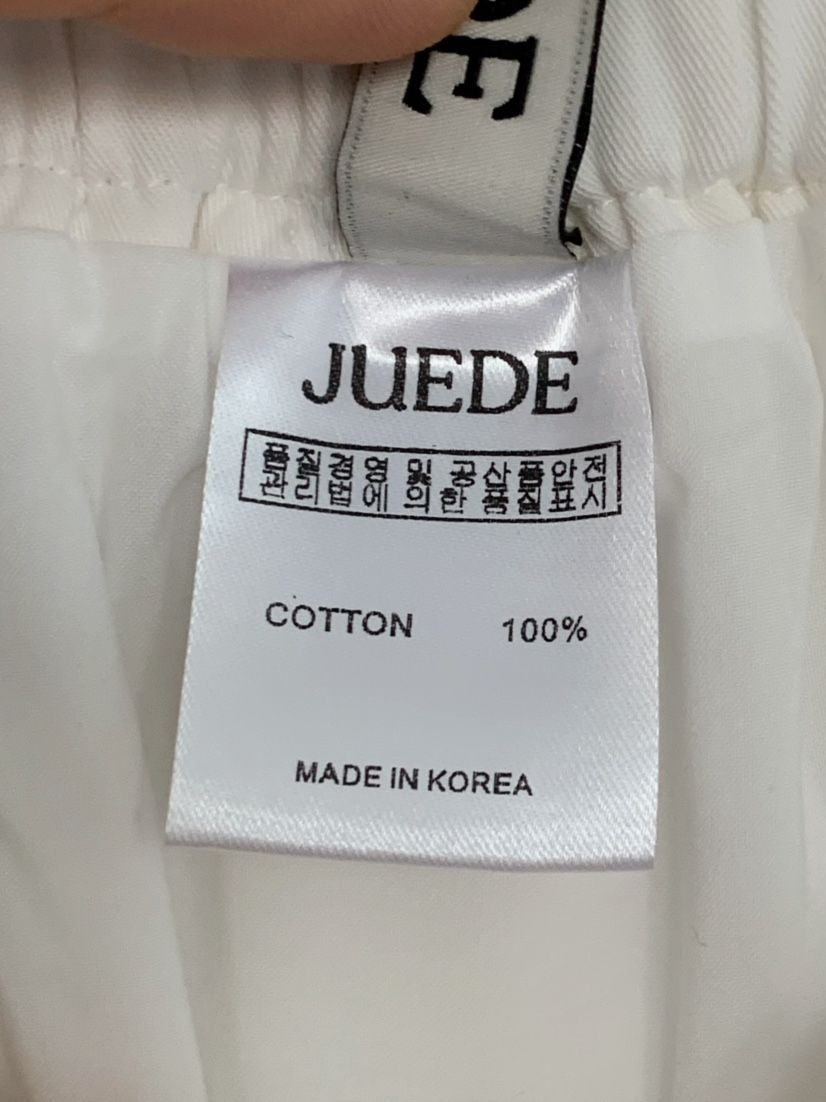 DE
JUEDE
품질경영 및 공산품안전
관리법에 의한 품질표시
COTTON 100%
MADE IN KOREA